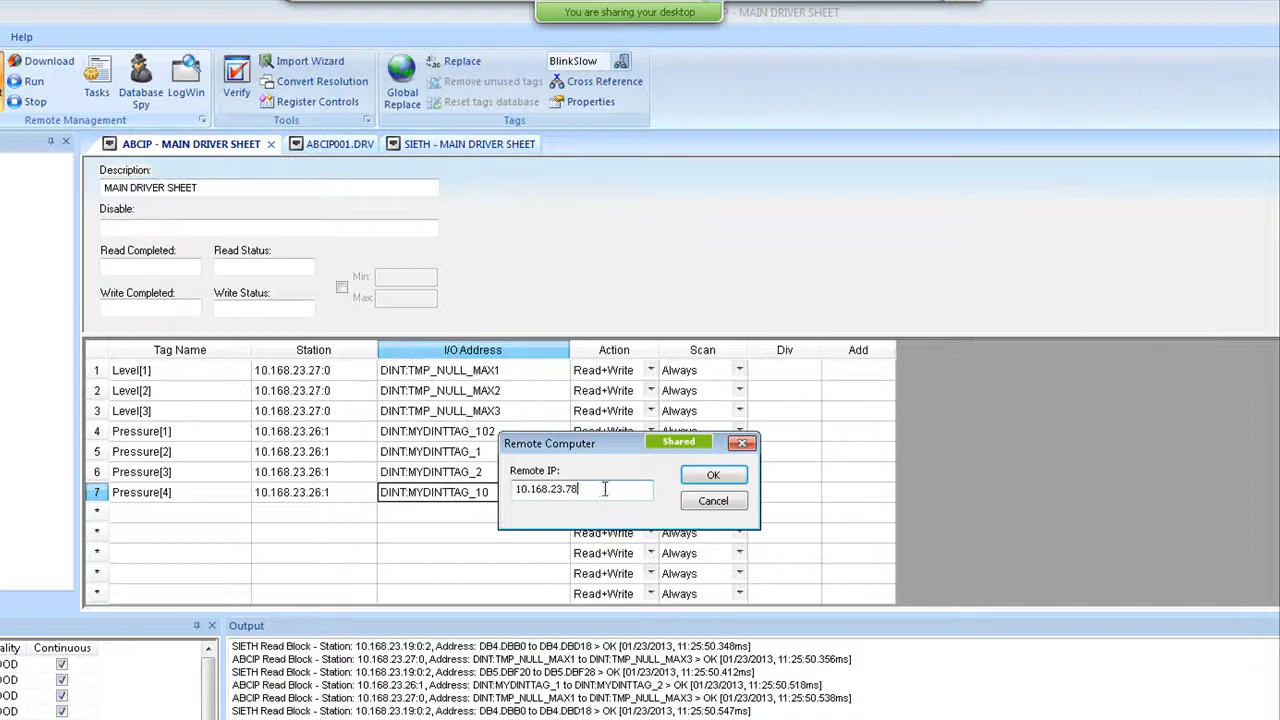 You are sharing your desktop
- MAIN DRIVER SHEET
Help
Download
Run
Stop
Tasks
Database Spy
LogWin
Remote Management
Verify
Import Wizard
Convert Resolution
Register Controls
Tools
Global Replace
Replace
Remove unused tags
Reset tags database
BlinkSlow
Cross Reference
Properties
Tags
ABCIP - MAIN DRIVER SHEET
ABCIP001.DRV
SIETH - MAIN DRIVER SHEET
Description:
MAIN DRIVER SHEET
Disable:
Read Completed:
Read Status:
Min:
Write Completed:
Write Status:
Max:
Tag Name Station I/O Address Action Scan Div Add
1 Level[1] 10.168.23.27:0 DINT:TMP_NULL_MAX1 Read+Write Always
2 Level[2] 10.168.23.27:0 DINT:TMP_NULL_MAX2 Read+Write Always
3 Level[3] 10.168.23.27:0 DINT:TMP_NULL_MAX3 Read+Write Always
4 Pressure[1] 10.168.23.26:1 DINT:MYDINTTAG_102 Read+Write Always
5 Pressure[2] 10.168.23.26:1 DINT:MYDINTTAG_1
6 Pressure[3] 10.168.23.26:1 DINT:MYDINTTAG_2
7 Pressure[4] 10.168.23.26:1 DINT:MYDINTTAG_10
* 
* Read+Write Always
* Read+Write Always
* Read+Write Always
* Read+Write Always
Remote Computer
Shared
Remote IP:
10.168.23.78
OK
Cancel
Output
ality Continuous
OOD
OOD
OOD
OOD
SIETH Read Block - Station: 10.168.23.19:0:2, Address: DB4.DBB0 to DB4.DBD18 > OK [01/23/2013, 11:25:50.348ms]
ABCIP Read Block - Station: 10.168.23.27:0, Address: DINT:TMP_NULL_MAX1 to DINT:TMP_NULL_MAX3 > OK [01/23/2013, 11:25:50.356ms]
SIETH Read Block - Station: 10.168.23.19:0:2, Address: DB5.DBF20 to DB5.DBF28 > OK [01/23/2013, 11:25:50.412ms]
ABCIP Read Block - Station: 10.168.23.26:1, Address: DINT:MYDINTTAG_1 to DINT:MYDINTTAG_2 > OK [01/23/2013, 11:25:50.518ms]
ABCIP Read Block - Station: 10.168.23.27:0, Address: DINT:TMP_NULL_MAX1 to DINT:TMP_NULL_MAX3 > OK [01/23/2013, 11:25:50.538ms]
SIETH Read Block - Station: 10.168.23.19:0:2, Address: DB4.DBB0 to DB4.DBD18 > OK [01/23/2013, 11:25:50.547ms]